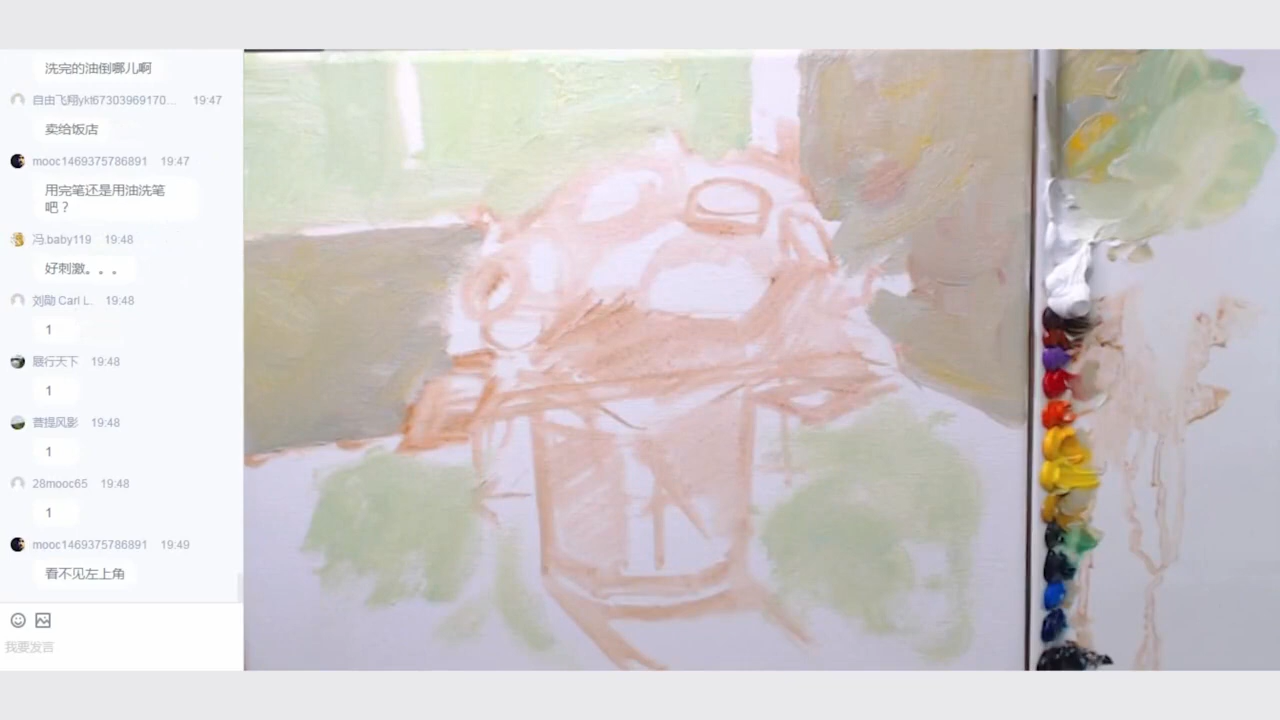 洗完的油倒哪儿啊
自由飞翔ykf67303969170... 19:47
卖给饭店
mooc1469375786891 19:47
用完笔还是用油洗笔
吧？
冯.baby119 19:48
好刺激。。。
刘勋 Carl L. 19:48
1
履行天下 19:48
1
菩提风影 19:48
1
28mooc65 19:48
1
mooc1469375786891 19:49
看不见左上角
我要发言